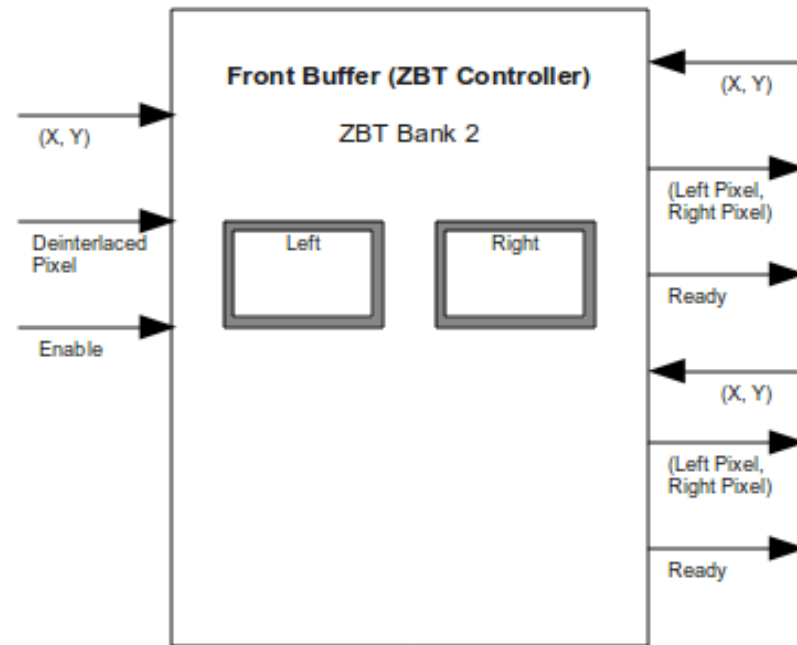 Front Buffer (ZBT Controller)
ZBT Bank 2
(X, Y)
Deinterlaced
Pixel
Enable
Left
Right
(X, Y)
(Left Pixel,
Right Pixel)
Ready
(X, Y)
(Left Pixel,
Right Pixel)
Ready